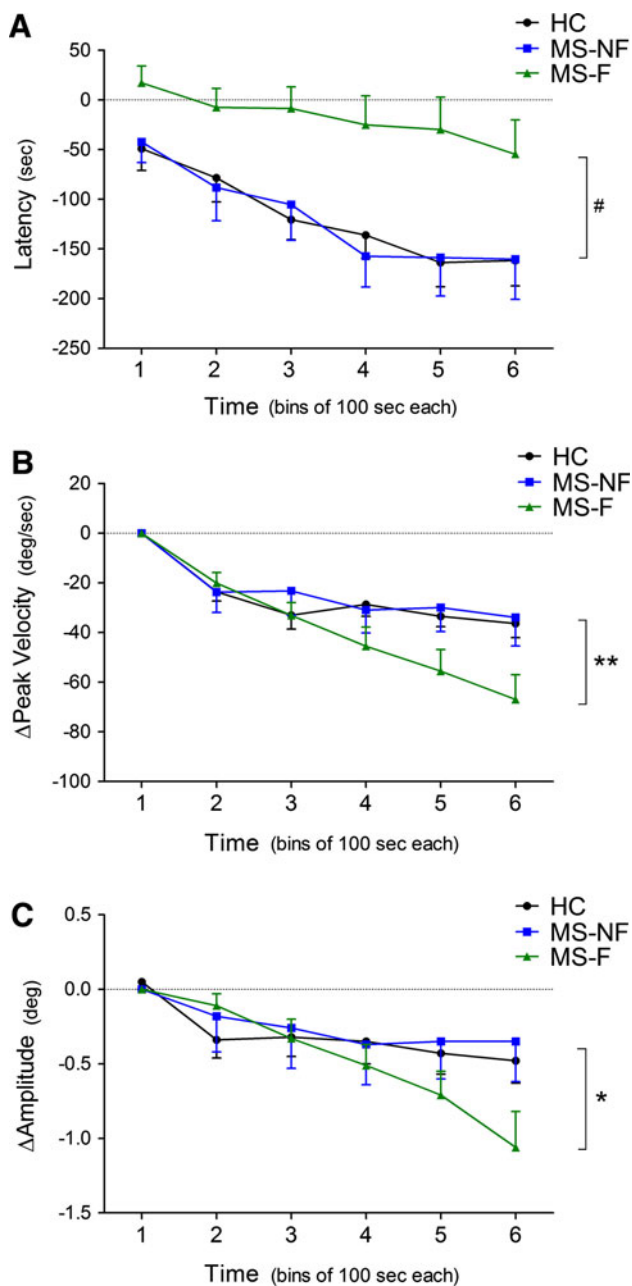 A
HC
MS-NF
MS-F
50
0
-50
-100
-150
-200
-250
Latency (sec)
#
1 2 3 4 5 6
Time (bins of 100 sec each)
B
HC
MS-NF
MS-F
20
0
-20
-40
-60
-80
-100
ΔPeak Velocity (deg/sec)
**
1 2 3 4 5 6
Time (bins of 100 sec each)
C
HC
MS-NF
MS-F
0.5
0.0
-0.5
-1.0
-1.5
ΔAmplitude (deg)
*
1 2 3 4 5 6
Time (bins of 100 sec each)